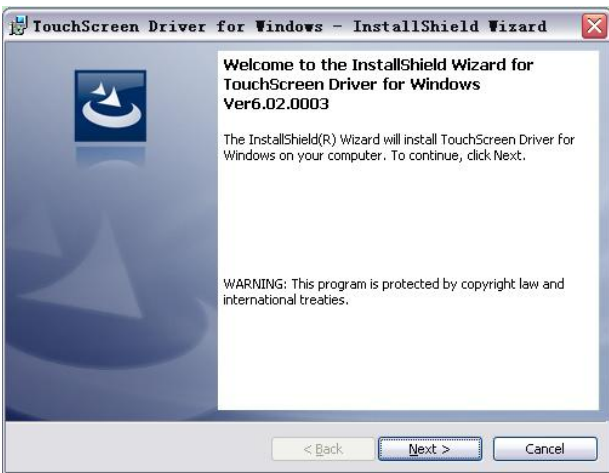 TouchScreen Driver for Windows - InstallShield Wizard
Welcome to the InstallShield Wizard for
TouchScreen Driver for Windows
Ver6.02.0003
The InstallShield(R) Wizard will install TouchScreen Driver for
Windows on your computer. To continue, click Next.
WARNING: This program is protected by copyright law and
international treaties.
< Back Next > Cancel